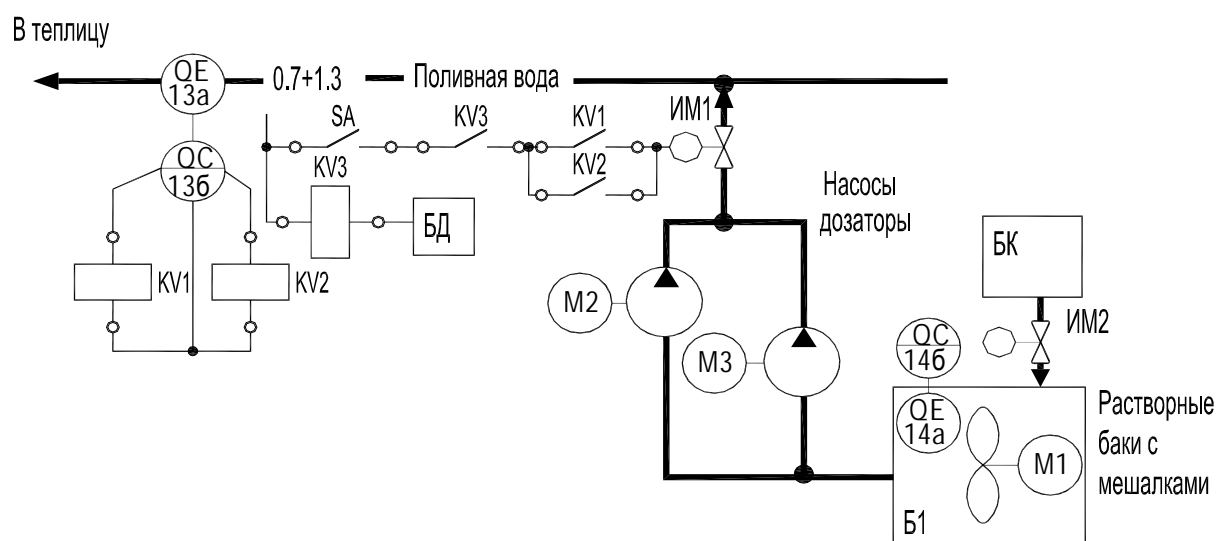 В теплицу
QE
13а
0.7+1.3
Поливная вода
SA
KV3
KV1
ИМ1
QC
13б
KV3
KV2
БД
KV1
KV2
Насосы
дозаторы
БК
M2
ИМ2
M3
QC
14б
QE
14а
M1
Растворные
баки с
мешалками
Б1